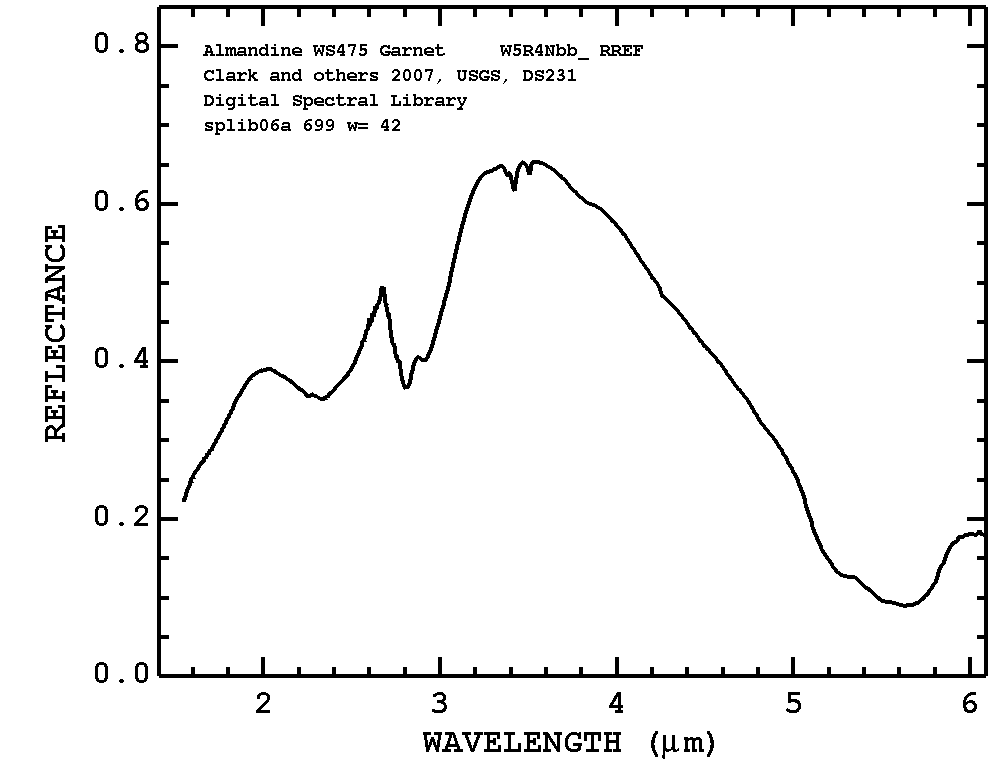 0.8
0.6
0.4
0.2
0.0
REFLECTANCE
Almandine WS475 Garnet W5R4Nbb_ RREF
Clark and others 2007, USGS, DS231
Digital Spectral Library
splib06a 699 w= 42
2 3 4 5 6
WAVELENGTH (μm)